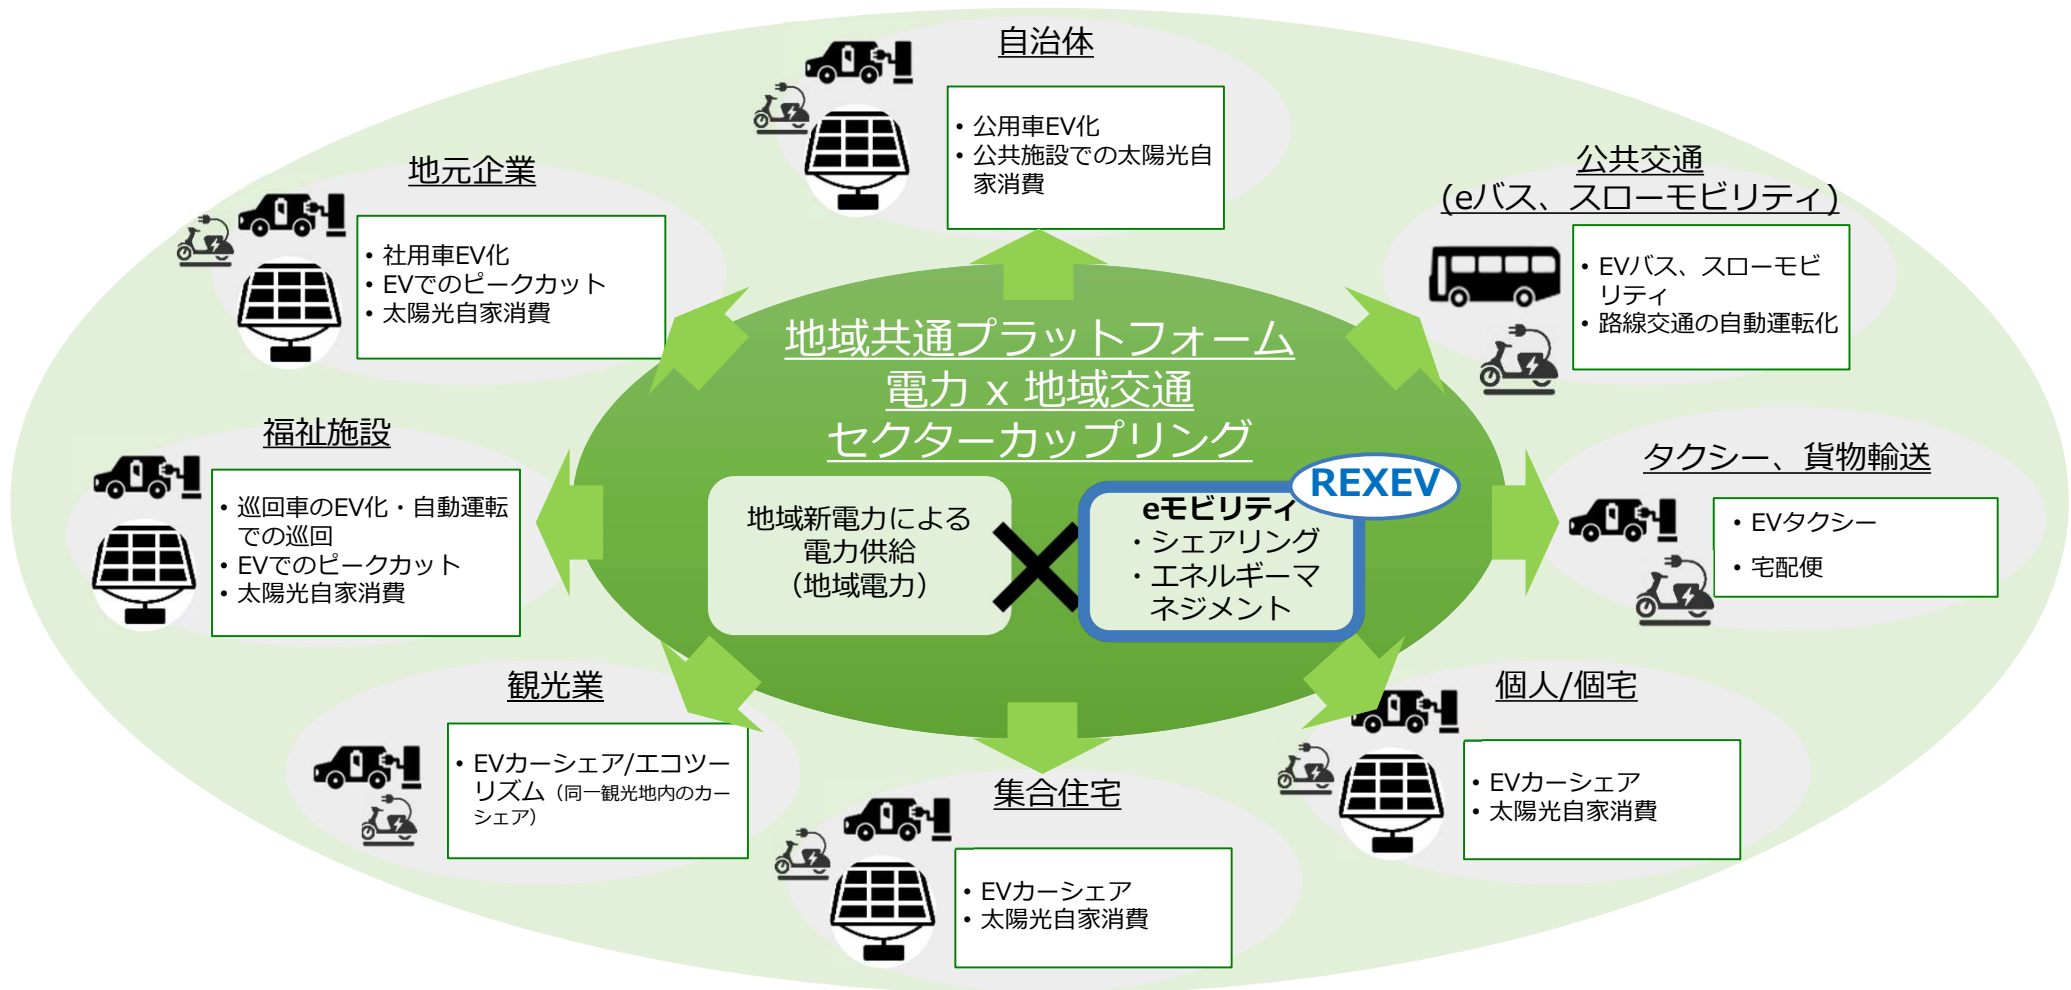 自治体
・公用車EV化
・公共施設での太陽光自
家消費
地元企業
・社用車EV化
・EVでのピークカット
・太陽光自家消費
公共交通
(eバス、スローモビリティ)
・EVバス、スローモビ
リティ
・路線交通の自動運転化
地域共通プラットフォーム
電力 x 地域交通
セクターカップリング
地域新電力による
電力供給
（地域電力）
REXEV
eモビリティ
・シェアリング
・エネルギーマ
ネジメント
福祉施設
・巡回車のEV化・自動運転
での巡回
・EVでのピークカット
・太陽光自家消費
タクシー、貨物輸送
・EVタクシー
・宅配便
観光業
・EVカーシェア/エコツー
リズム（同一観光地内のカー
シェア）
集合住宅
・EVカーシェア
・太陽光自家消費
個人/個宅
・EVカーシェア
・太陽光自家消費